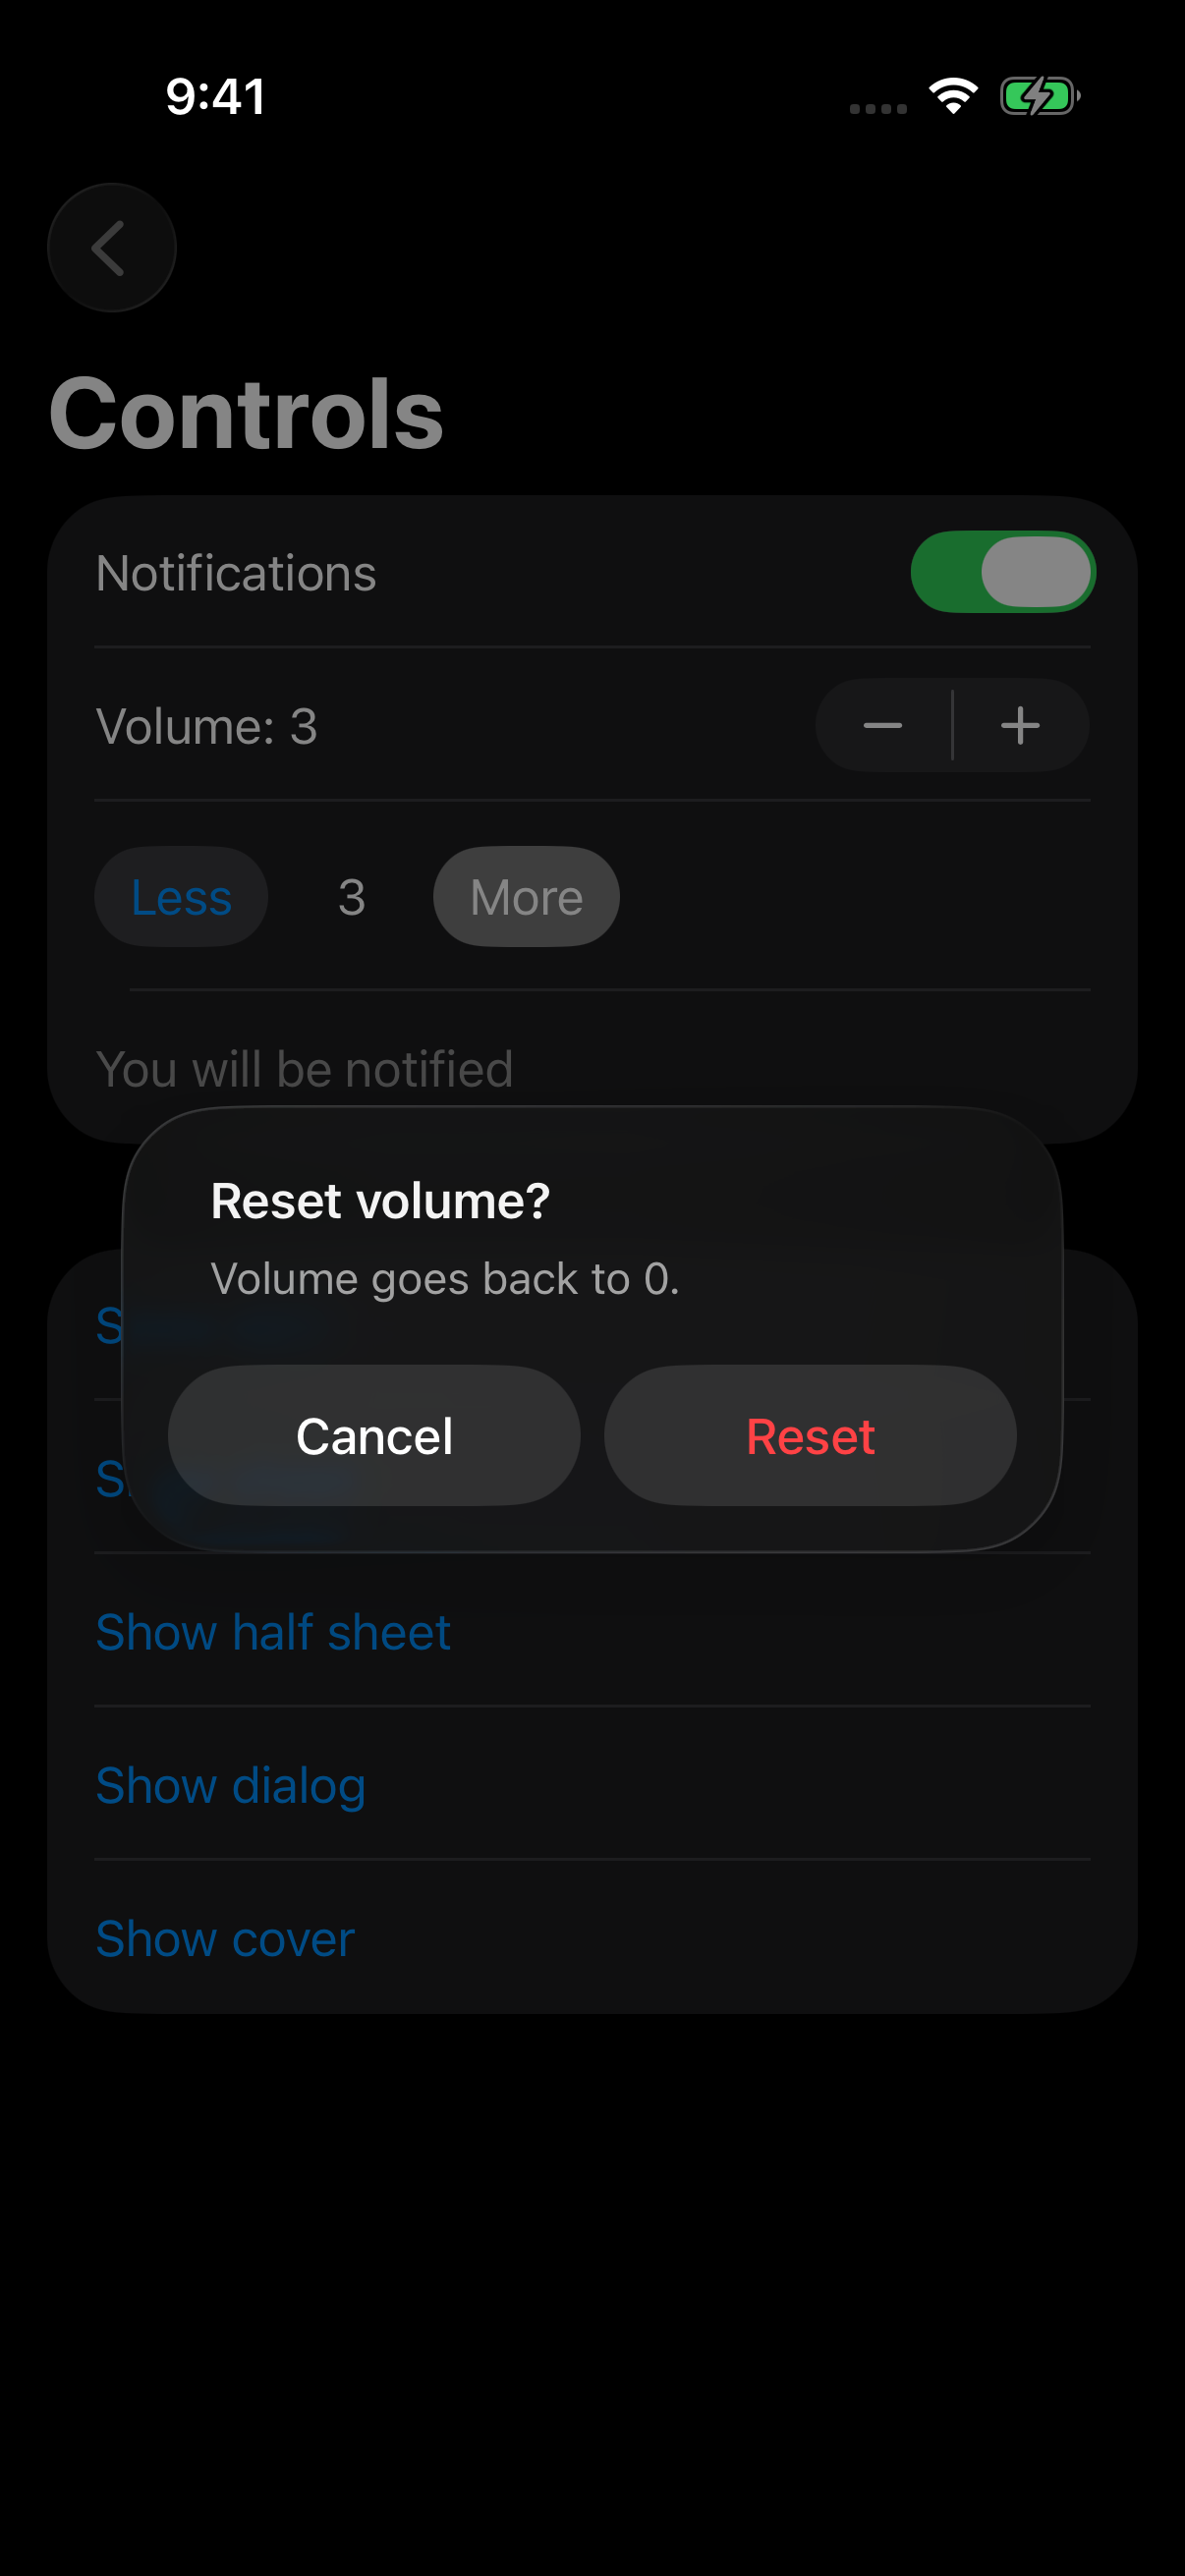 9:41
Controls
Notifications
Volume: 3
Less 3 More
You will be notified
Reset volume?
Volume goes back to 0.
Cancel Reset
Show half sheet
Show dialog
Show cover